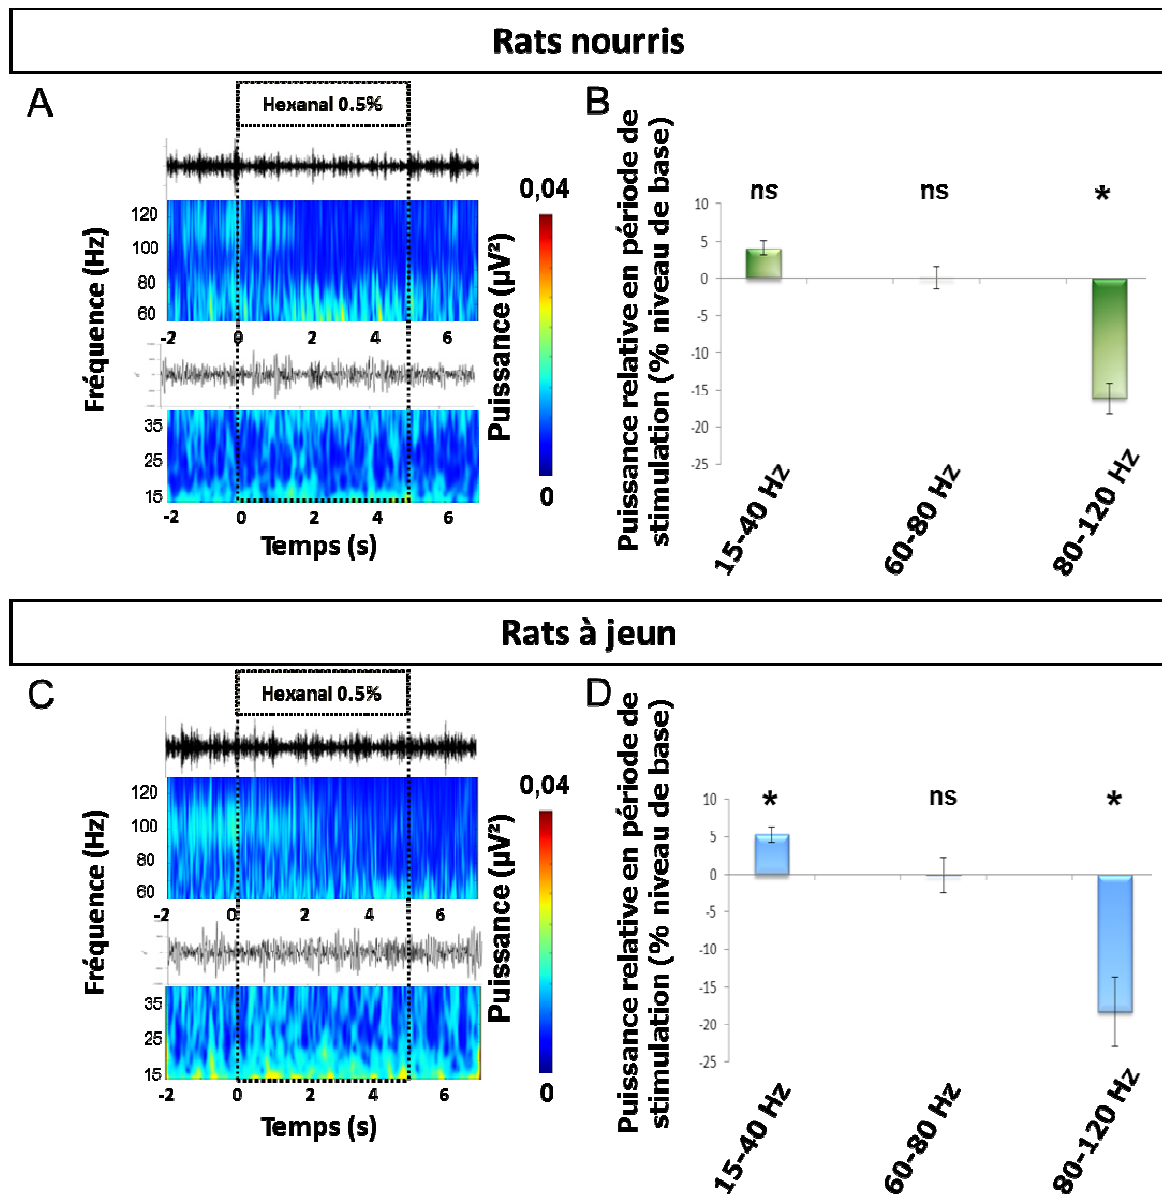 Rats nourris
A
Hexanal 0.5%
Fréquence (Hz)
120
100
80
60
-2
0
2
4
6
35
25
15
-2
0
2
4
6
Temps (s)
0,04
Puissance (µV²)
0
B
Puissance relative en période de
stimulation (% niveau de base)
ns
ns
*
10
5
0
-5
-10
-15
-20
-25
15-40 Hz
60-80 Hz
80-120 Hz
Rats à jeun
C
Hexanal 0.5%
Fréquence (Hz)
120
100
80
60
-2
0
2
4
6
35
25
15
-2
0
2
4
6
Temps (s)
0,04
Puissance (µV²)
0
D
Puissance relative en période de
stimulation (% niveau de base)
*
ns
*
10
5
0
-5
-10
-15
-20
-25
15-40 Hz
60-80 Hz
80-120 Hz